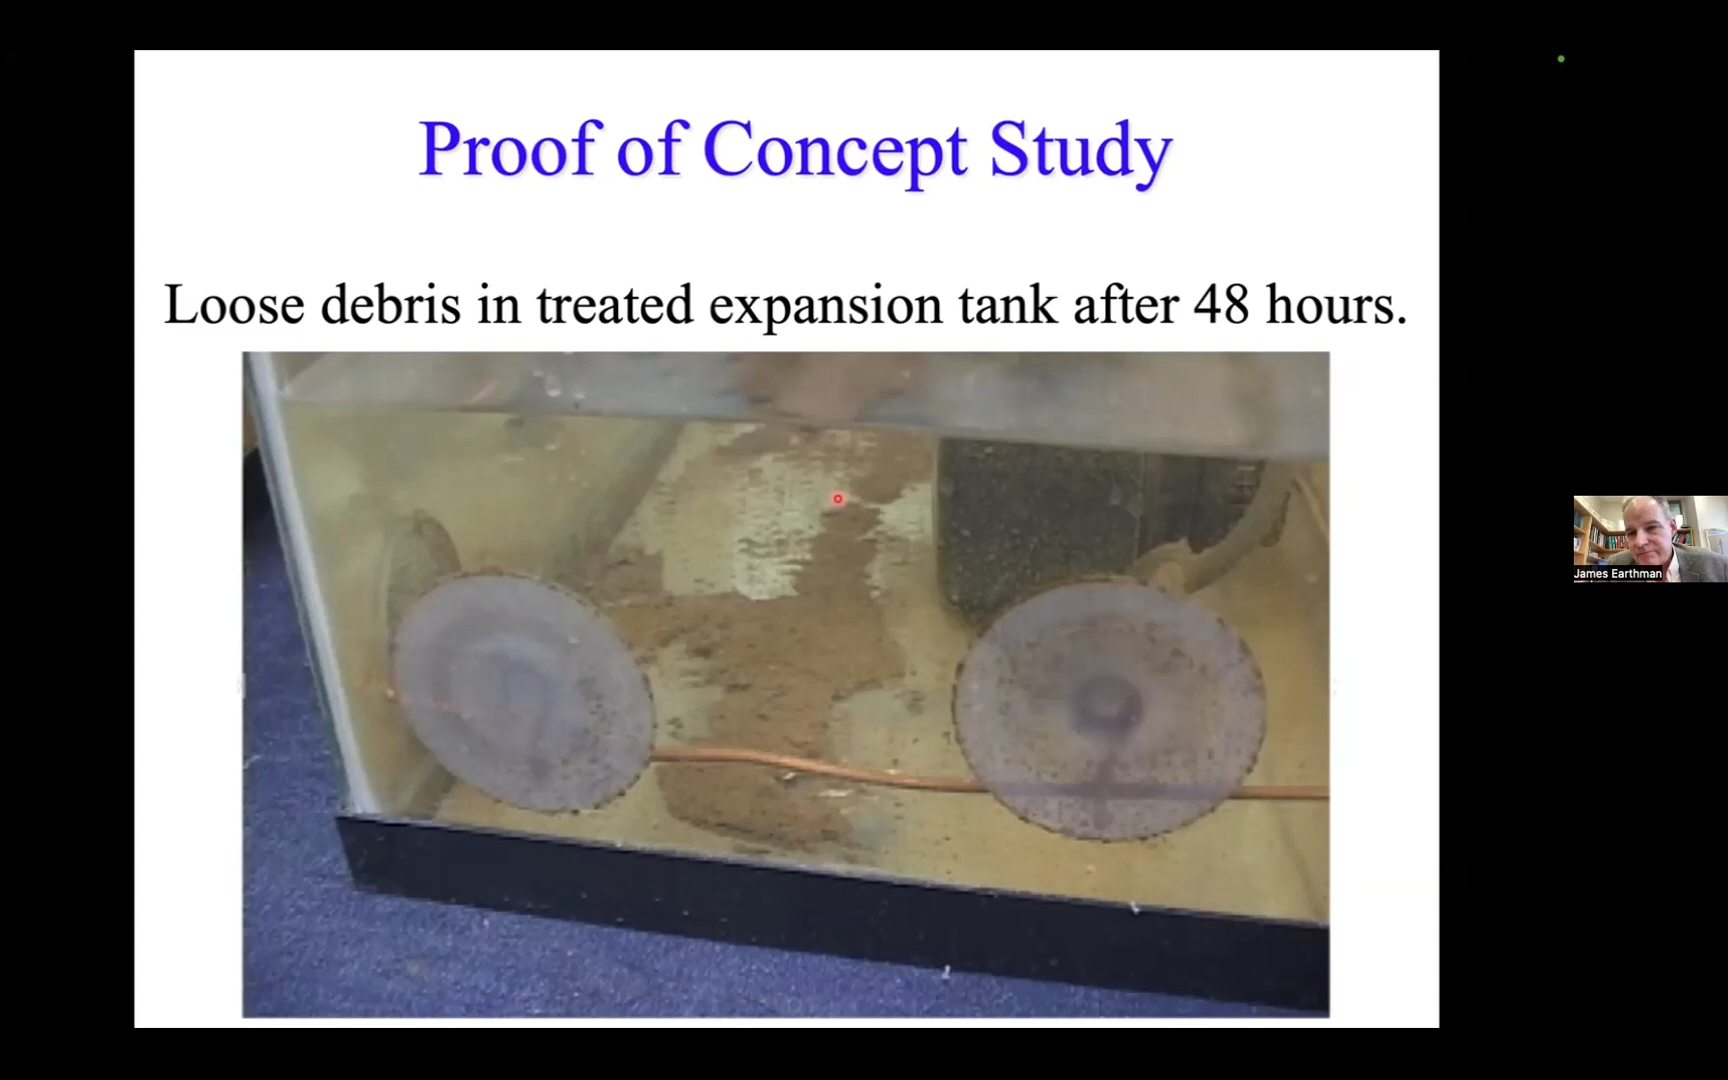 Proof of Concept Study
Loose debris in treated expansion tank after 48 hours.
James Earthman